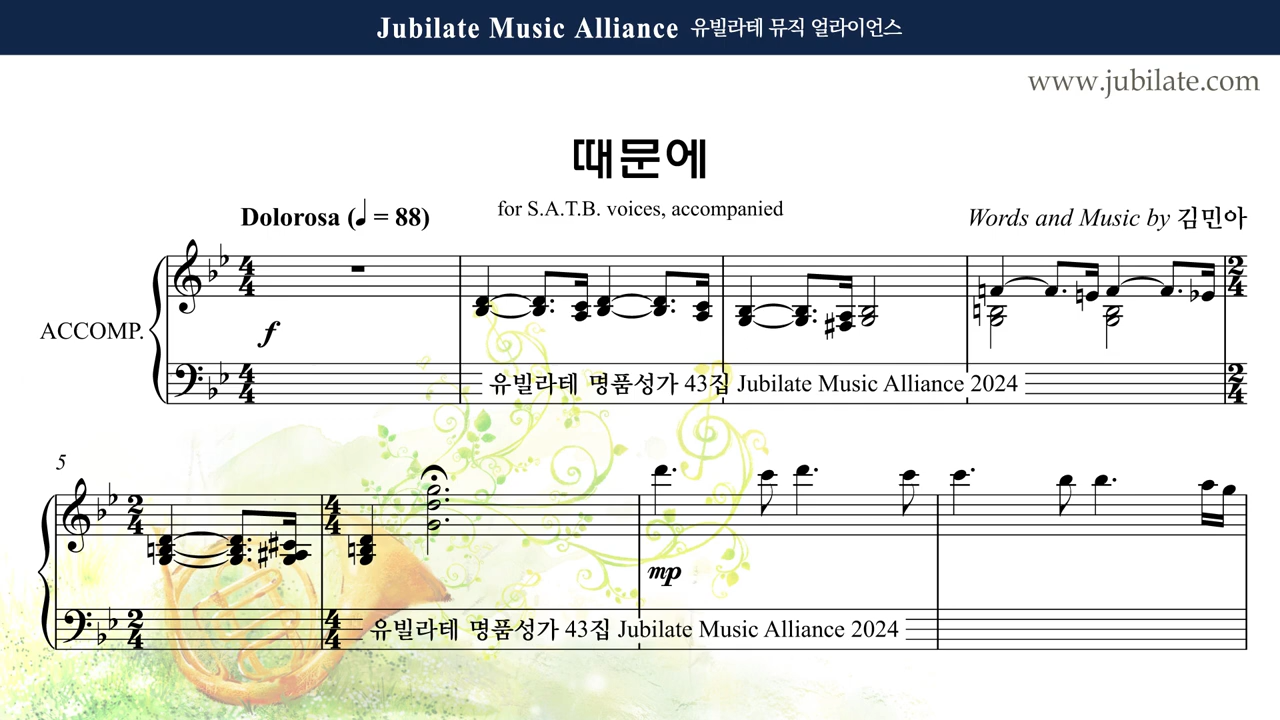 Jubilate Music Alliance 유빌라테 뮤직 얼라이언스
www.jubilate.com
때문에
for S.A.T.B. voices, accompanied
Dolorosa (♩ = 88)
Words and Music by 김민아
ACCOMP.
f
유빌라테 명품성가 43집 Jubilate Music Alliance 2024
5
mp
유빌라테 명품성가 43집 Jubilate Music Alliance 2024